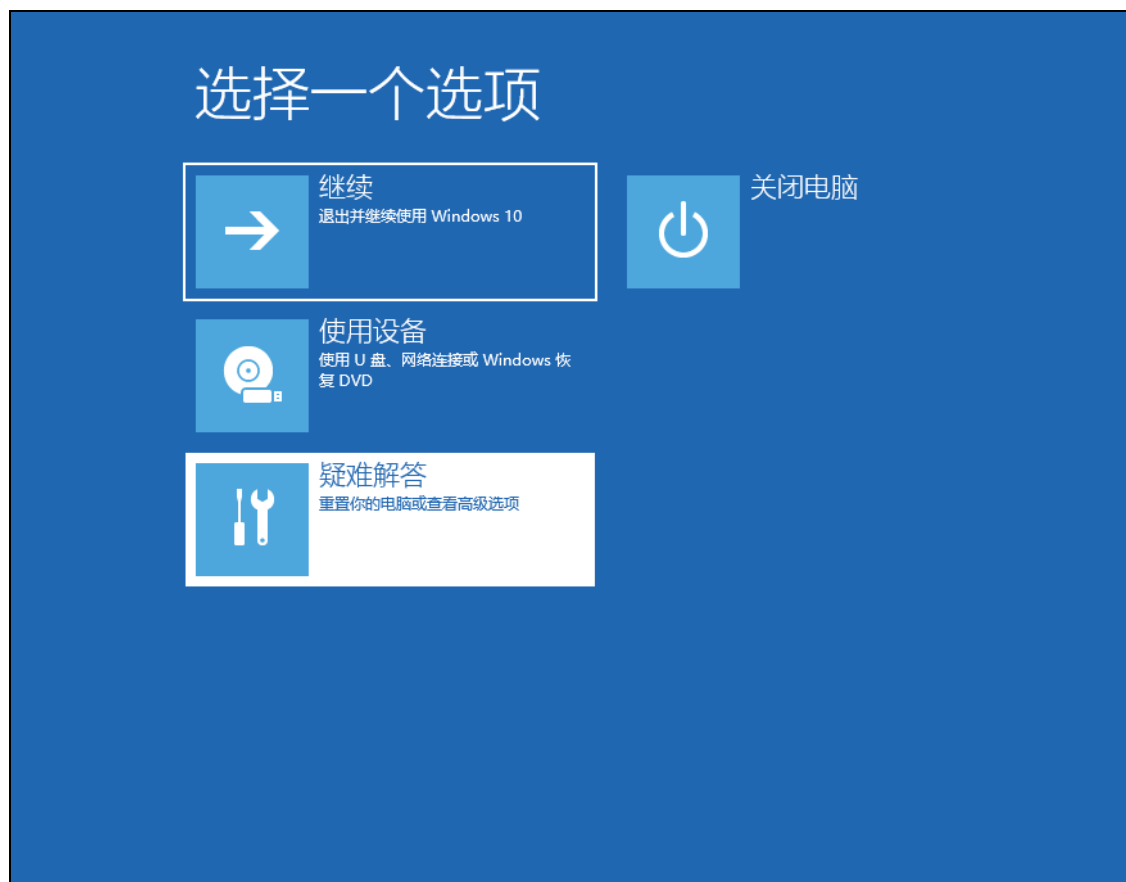 选择一个选项
继续
退出并继续使用 Windows 10
关闭电脑
使用设备
使用 U 盘、网络连接或 Windows 恢
复 DVD
疑难解答
重置你的电脑或查看高级选项